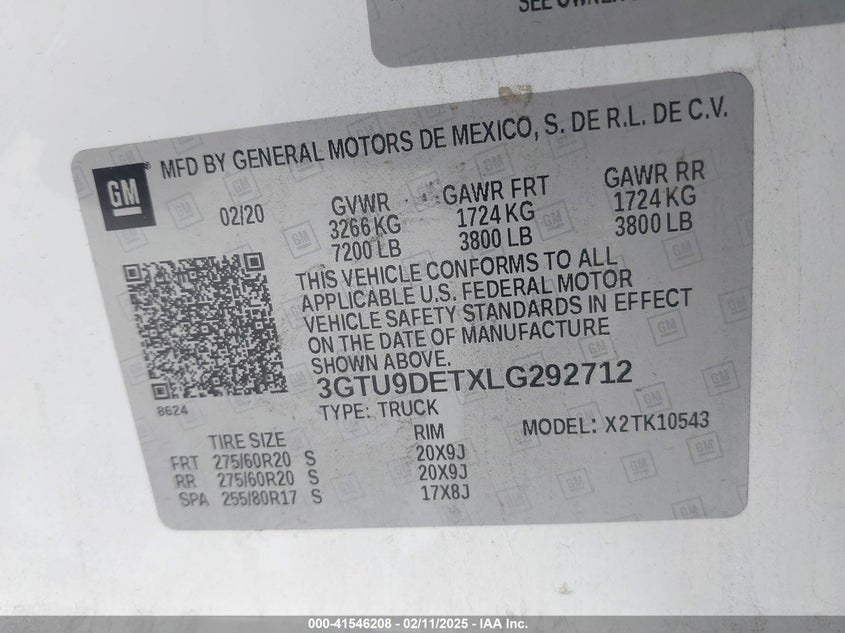 SEE OWNER
MFD BY GENERAL MOTORS DE MEXICO, S. DE R.L. DE C.V.
GM
02/20
GVWR GAWR FRT GAWR RR
3266 KG 1724 KG 1724 KG
7200 LB 3800 LB 3800 LB
THIS VEHICLE CONFORMS TO ALL
APPLICABLE U.S. FEDERAL MOTOR
VEHICLE SAFETY STANDARDS IN EFFECT
ON THE DATE OF MANUFACTURE
SHOWN ABOVE.
3GTU9DETXLG292712
8624
TYPE: TRUCK
MODEL: X2TK10543
TIRE SIZE RIM
FRT 275/60R20 S 20X9J
RR 275/60R20 S 20X9J
SPA 255/80R17 S 17X8J
000-41546208 - 02/11/2025 - IAA Inc.